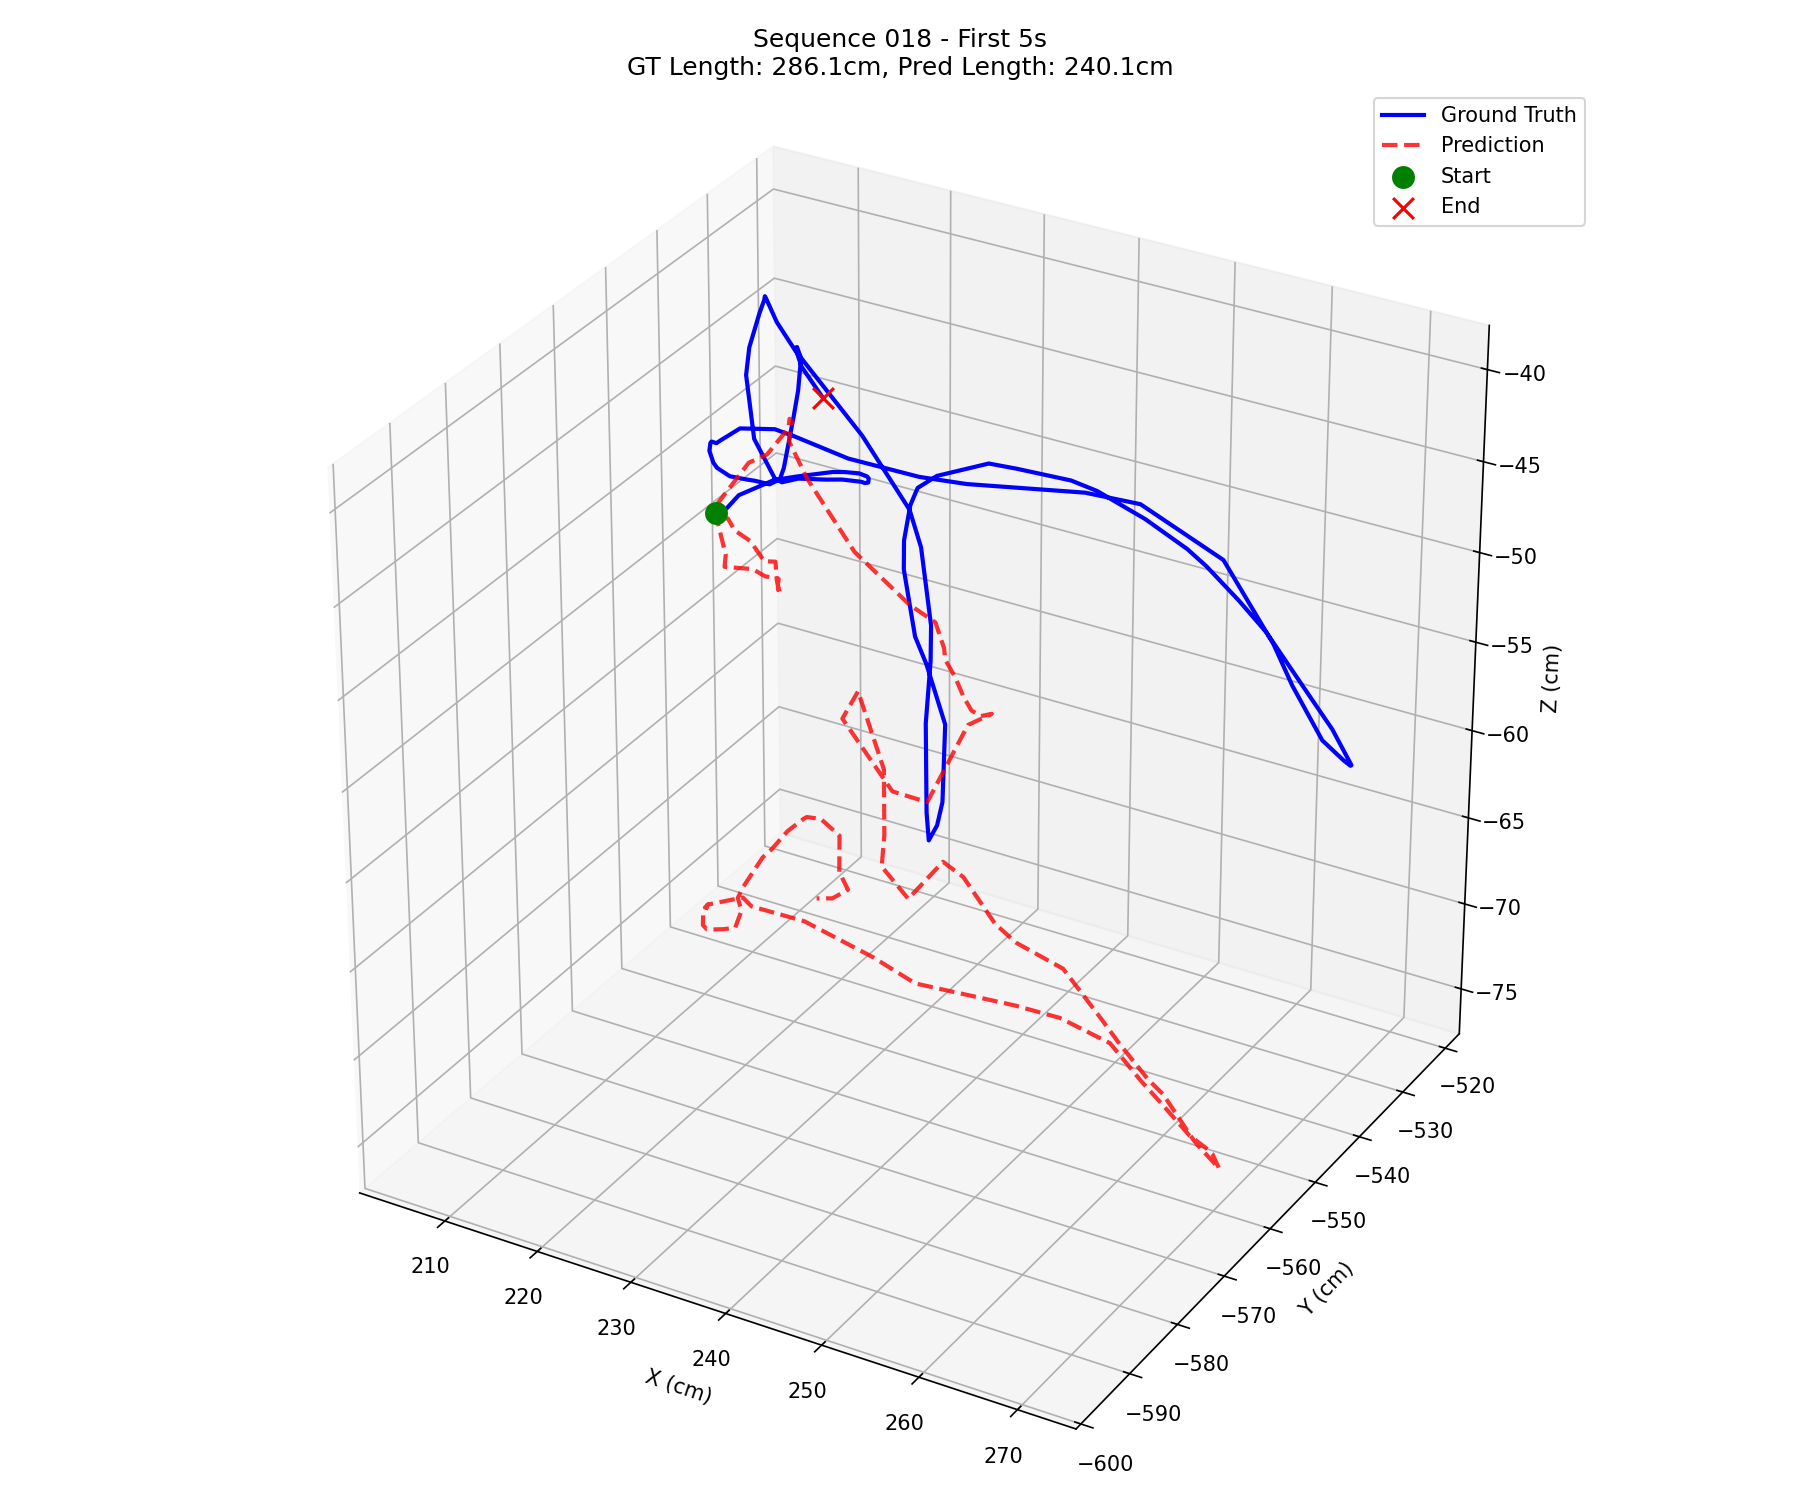 Sequence 018 - First 5s
GT Length: 286.1cm, Pred Length: 240.1cm
Ground Truth
Prediction
Start
End
−40
−45
−50
−55
−60
−65
−70
−75
Z (cm)
−520
−530
−540
−550
−560
−570
−580
−590
−600
Y (cm)
210
220
230
240
250
260
270
X (cm)